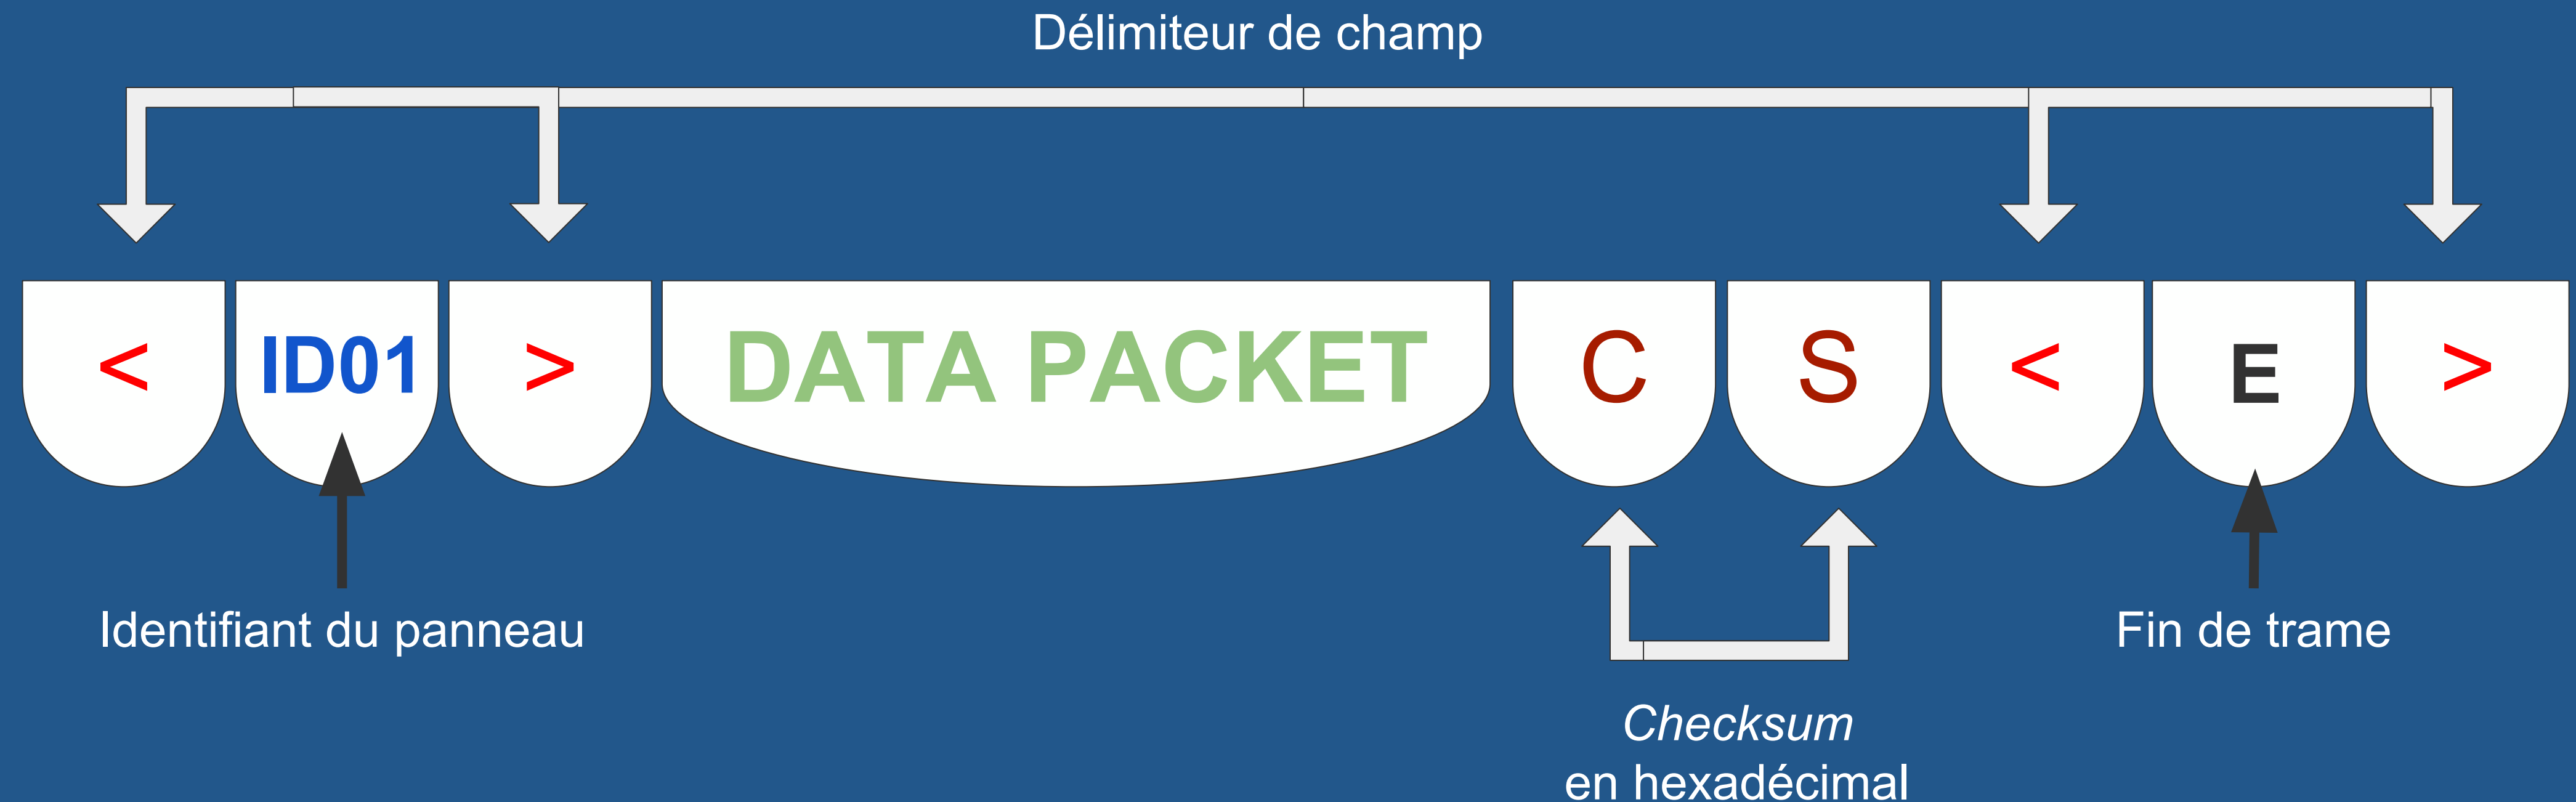 Délimiteur de champ
< ID01 > DATA PACKET C S < E >
Identifiant du panneau
Fin de trame
Checksum
en hexadécimal